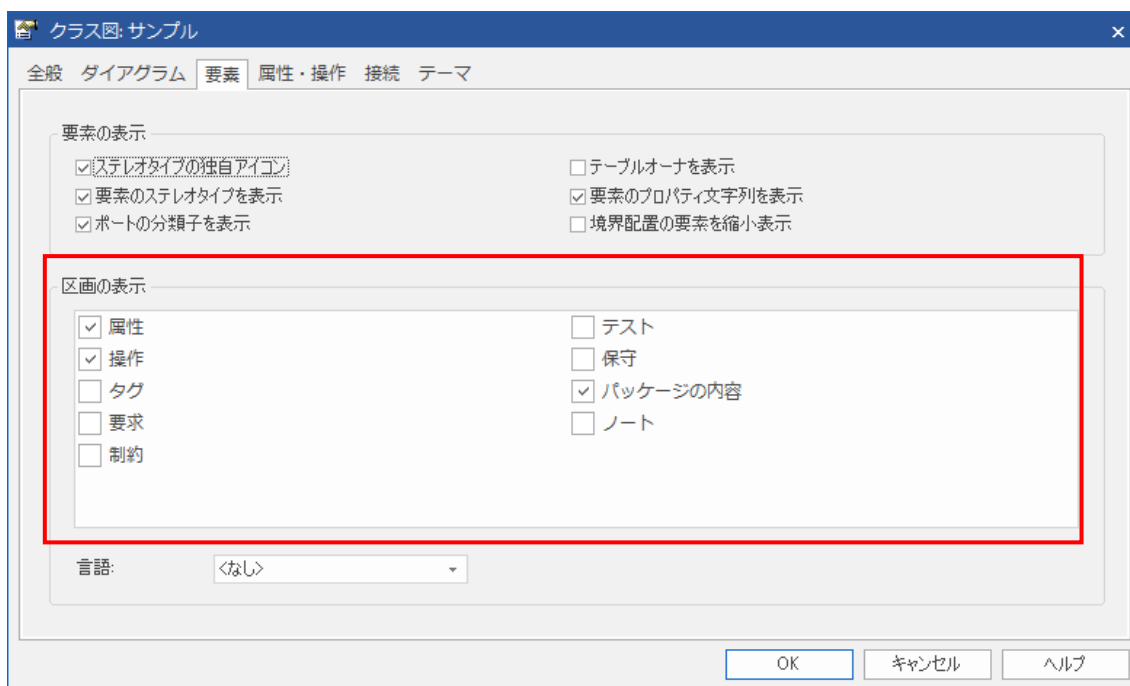 クラス図: サンプル
全般 ダイアグラム 要素 属性・操作 接続 テーマ
要素の表示
ステレオタイプの独自アイコン
テーブルオーナを表示
要素のステレオタイプを表示
要素のプロパティ文字列を表示
ポートの分類子を表示
境界配置の要素を縮小表示
区画の表示
属性
テスト
操作
保守
タグ
パッケージの内容
要求
ノート
制約
言語:
<なし>
OK
キャンセル
ヘルプ